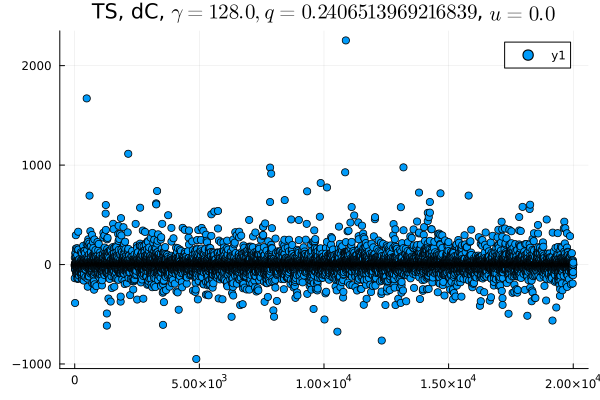 TS, dC, γ = 128.0, q = 0.2406513969216839, u = 0.0
y1
2000
1000
0
−1000
0 5.00×10³ 1.00×10⁴ 1.50×10⁴ 2.00×10⁴